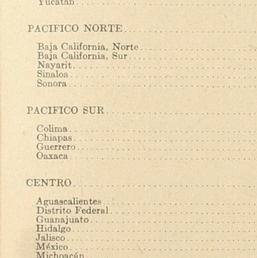 Yucatán
PACIFICO NORTE
Baja California, Norte
Baja California, Sur
Nayarit
Sinaloa
Sonora
PACIFICO SUR
Colima
Chiapas
Guerrero
Oaxaca
CENTRO
Aguascalientes
Distrito Federal
Guanajuato
Hidalgo
Jalisco
México
Michoacán